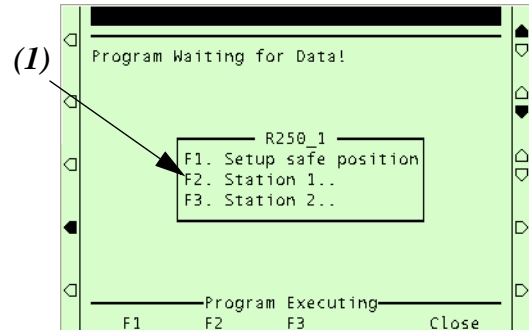 (1)
Program Waiting for Data!
R250_1
F1. Setup safe position
F2. Station 1..
F3. Station 2..
Program Executing
F1 F2 F3 Close